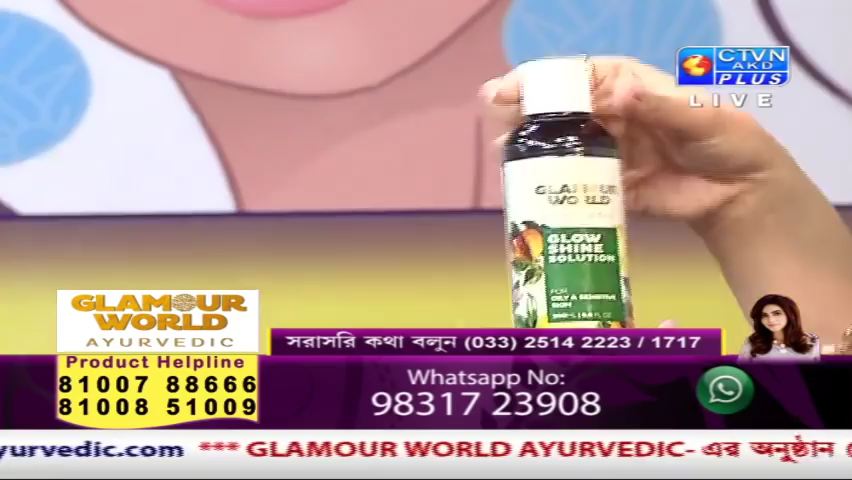 CTVN
AKD
PLUS
LIVE
GLAMOUR
WORLD
GLOW
SHINE
SOLUTION
FOR
OILY & SENSITIVE
SKIN
GLAMOUR
WORLD
AYURVEDIC
সরাসরি কথা বলুন (033) 2514 2223 / 1717
Product Helpline
81007 88666
81008 51009
Whatsapp No:
98317 23908
yurvedic.com *** GLAMOUR WORLD AYURVEDIC- এর অনুষ্ঠান (